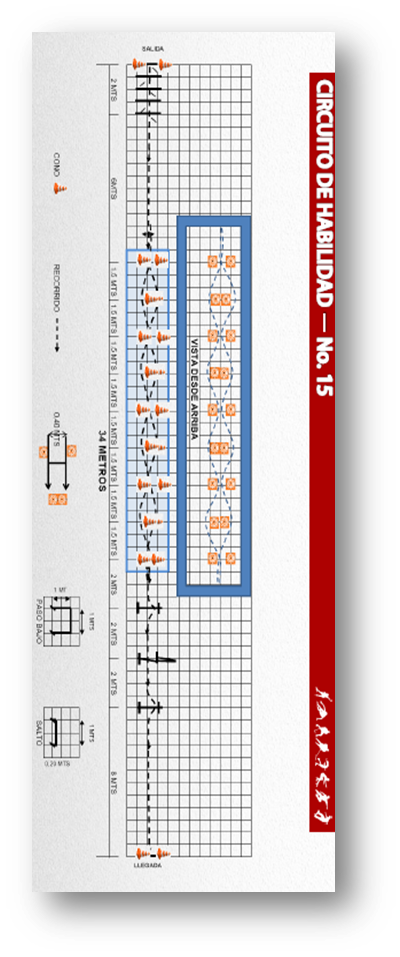 CIRCUITO DE HABILIDAD — No. 15
VISTA DESDE ARRIBA
SALIDA
LLEGADA
2 MTS
6MTS
1.5 MTS
1.5 MTS
1.5 MTS
1.5 MTS
1.5 MTS
1.5 MTS
1.5 MTS
1.5 MTS
2 MTS
2 MTS
2 MTS
8 MTS
34 METROS
CONO
RECORRIDO
0.40 MTS
1 MTS
1 MT
PASO BAJO
1 MTS
SALTO
0.20 MTS